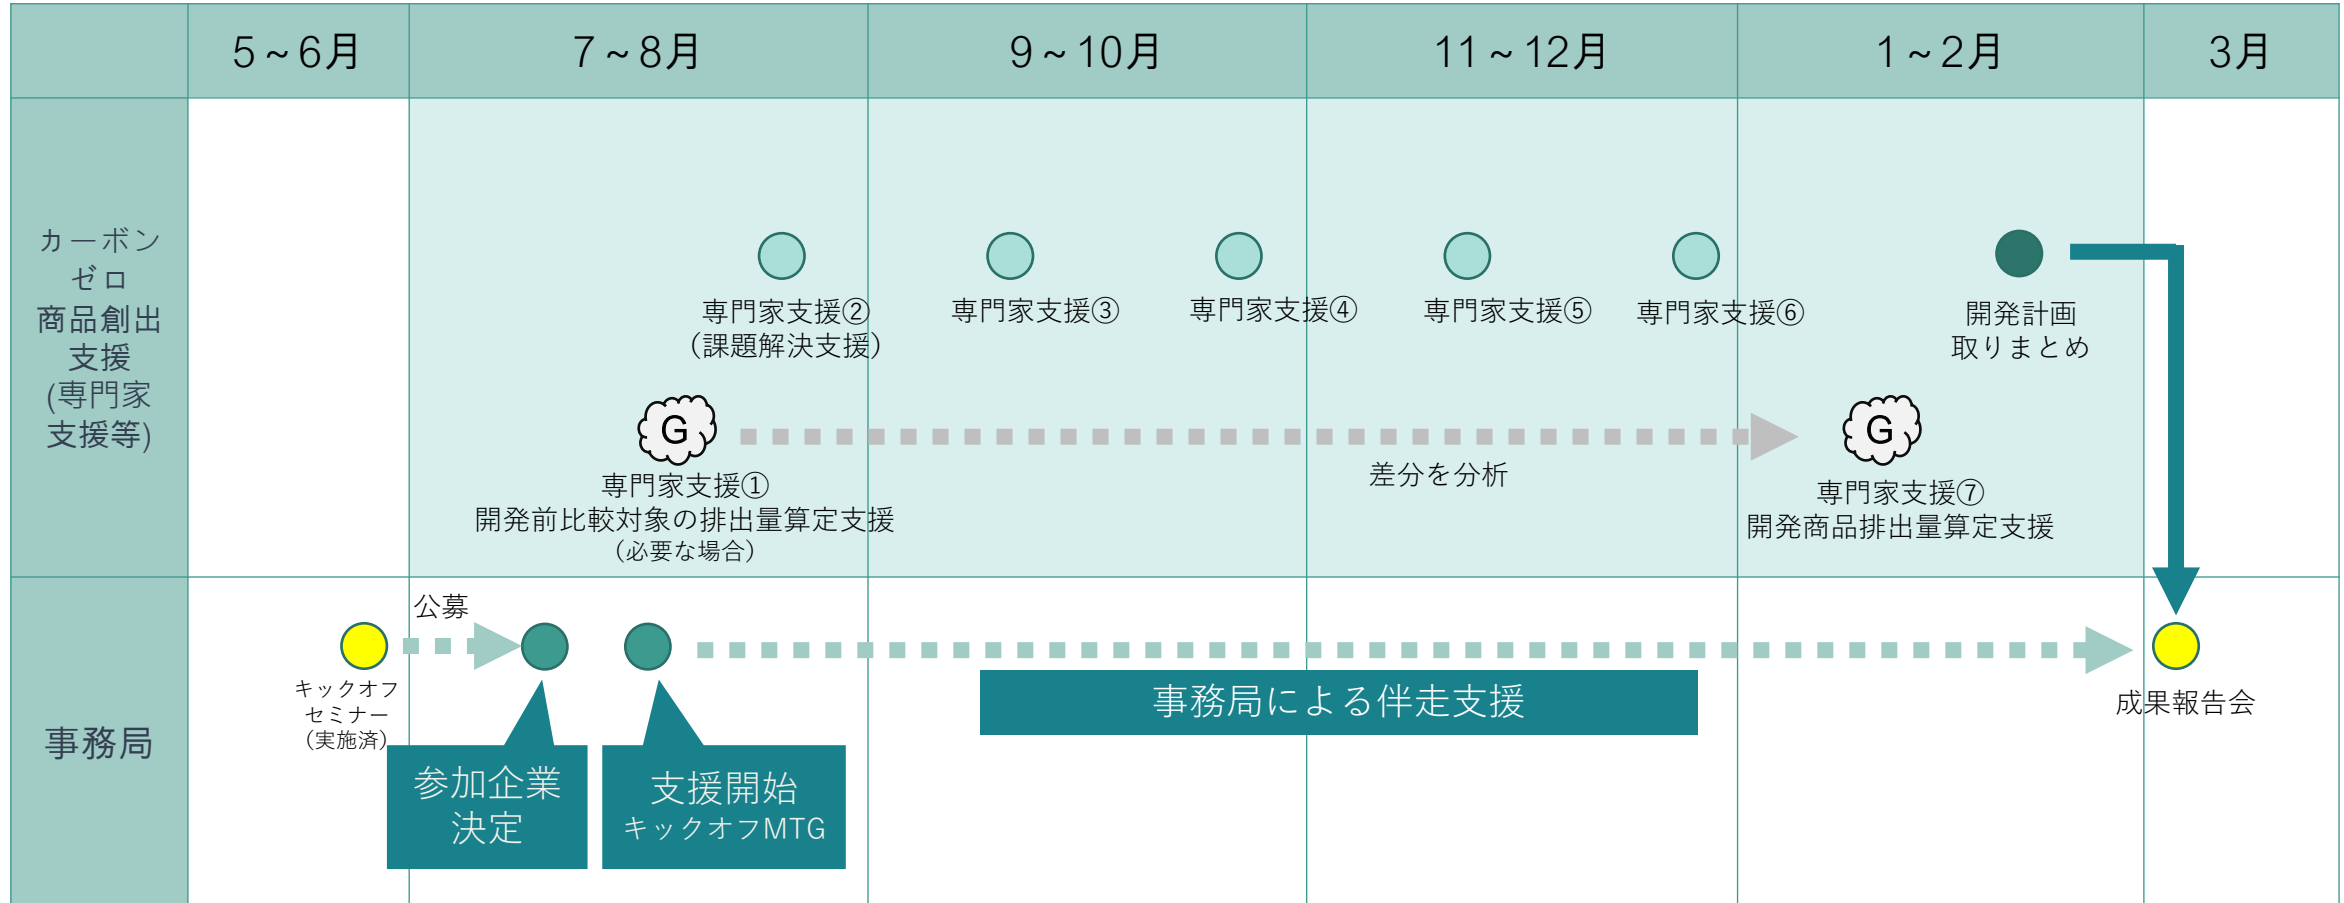 5~6月
7~8月
9~10月
11~12月
1~2月
3月
カーボン
ゼロ
商品創出
支援
(専門家
支援等)
専門家支援②
（課題解決支援）
専門家支援③
専門家支援④
専門家支援⑤
専門家支援⑥
開発計画
取りまとめ
G
専門家支援①
開発前比較対象の排出量算定支援
（必要な場合）
差分を分析
G
専門家支援⑦
開発商品排出量算定支援
事務局
公募
キックオフ
セミナー
（実施済）
参加企業
決定
支援開始
キックオフMTG
事務局による伴走支援
成果報告会